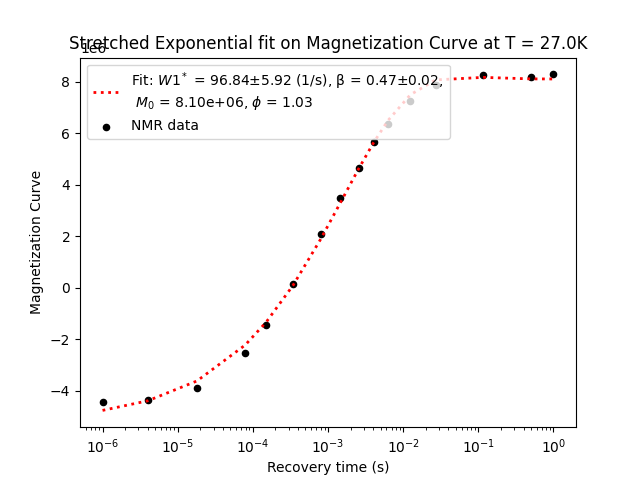 Stretched Exponential fit on Magnetization Curve at T = 27.0K
1e6
Fit: W1* = 96.84±5.92 (1/s), β = 0.47±0.02,
M₀ = 8.10e+06, ϕ = 1.03
NMR data
8
6
4
2
0
−2
−4
Magnetization Curve
10⁻⁶ 10⁻⁵ 10⁻⁴ 10⁻³ 10⁻² 10⁻¹ 10⁰
Recovery time (s)